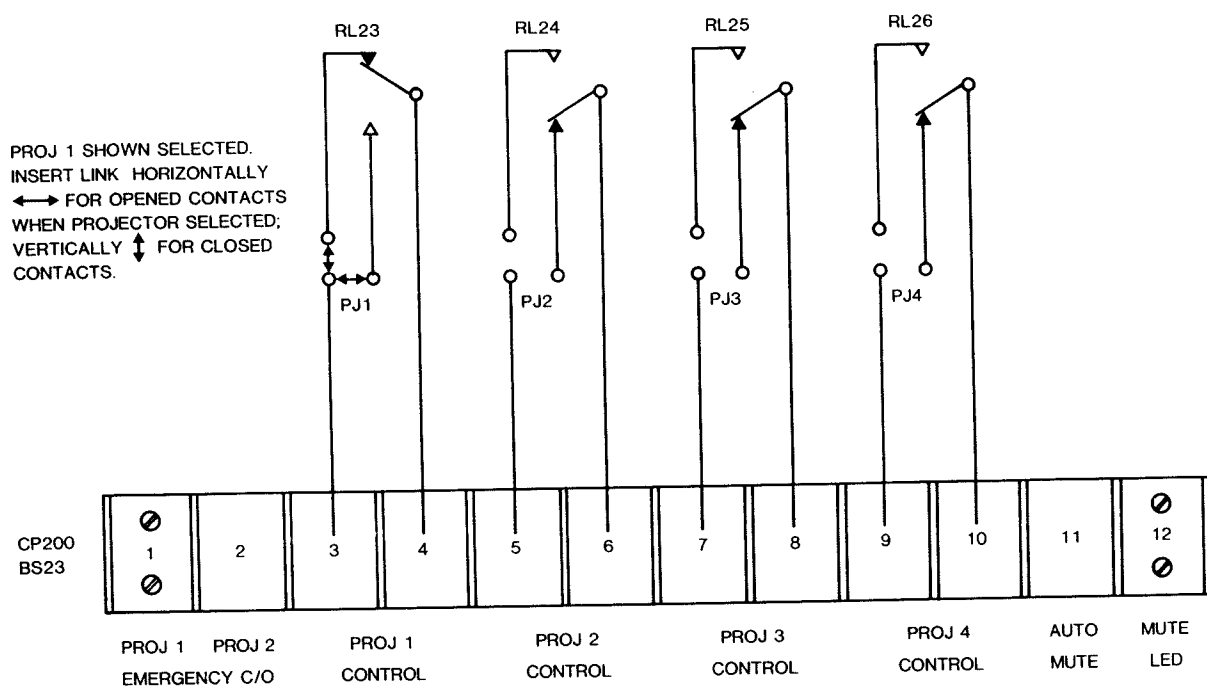 RL23 RL24 RL25 RL26
PROJ 1 SHOWN SELECTED.
INSERT LINK HORIZONTALLY
FOR OPENED CONTACTS
WHEN PROJECTOR SELECTED;
VERTICALLY FOR CLOSED
CONTACTS.
PJ1 PJ2 PJ3 PJ4
CP200
BS23
1 2 3 4 5 6 7 8 9 10 11 12
PROJ 1 PROJ 2 PROJ 1 PROJ 2 PROJ 3 PROJ 4 AUTO MUTE
EMERGENCY C/O CONTROL CONTROL CONTROL CONTROL MUTE LED